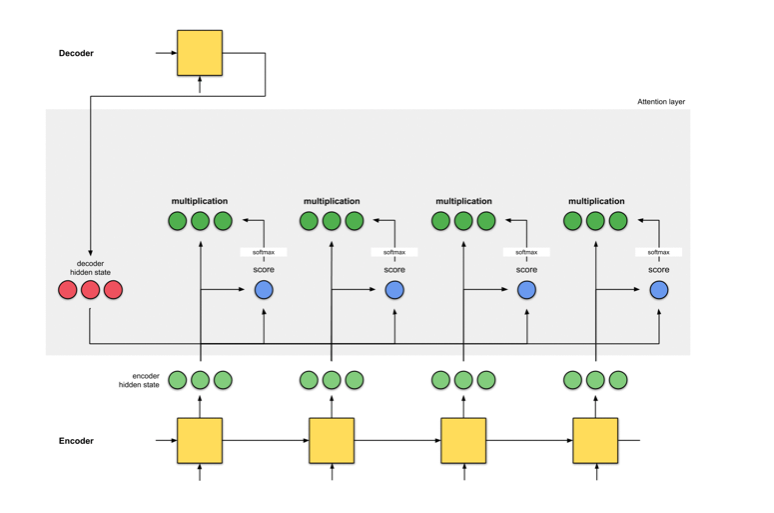 Decoder
Attention layer
multiplication multiplication multiplication multiplication
softmax softmax softmax softmax
decoder
hidden state
score score score score
encoder
hidden state
Encoder